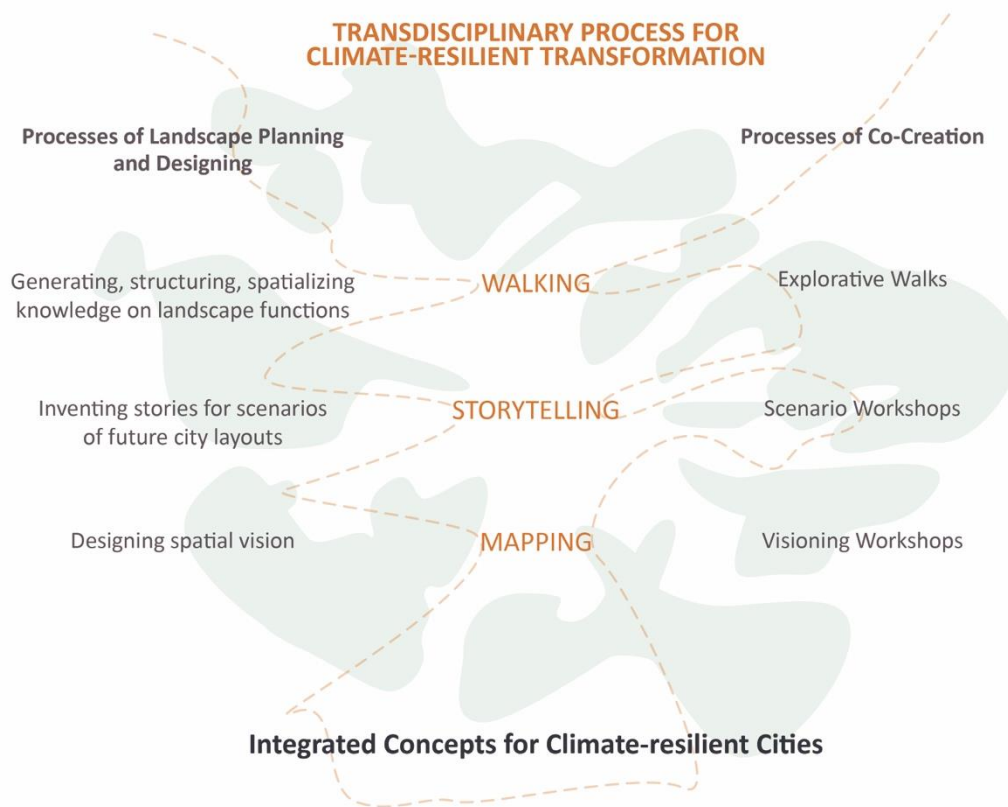 TRANSDISCIPLINARY PROCESS FOR
CLIMATE-RESILIENT TRANSFORMATION
Processes of Landscape Planning
and Designing
Processes of Co-Creation
Generating, structuring, spatializing
knowledge on landscape functions
WALKING
Explorative Walks
Inventing stories for scenarios
of future city layouts
STORYTELLING
Scenario Workshops
Designing spatial vision
MAPPING
Visioning Workshops
Integrated Concepts for Climate-resilient Cities